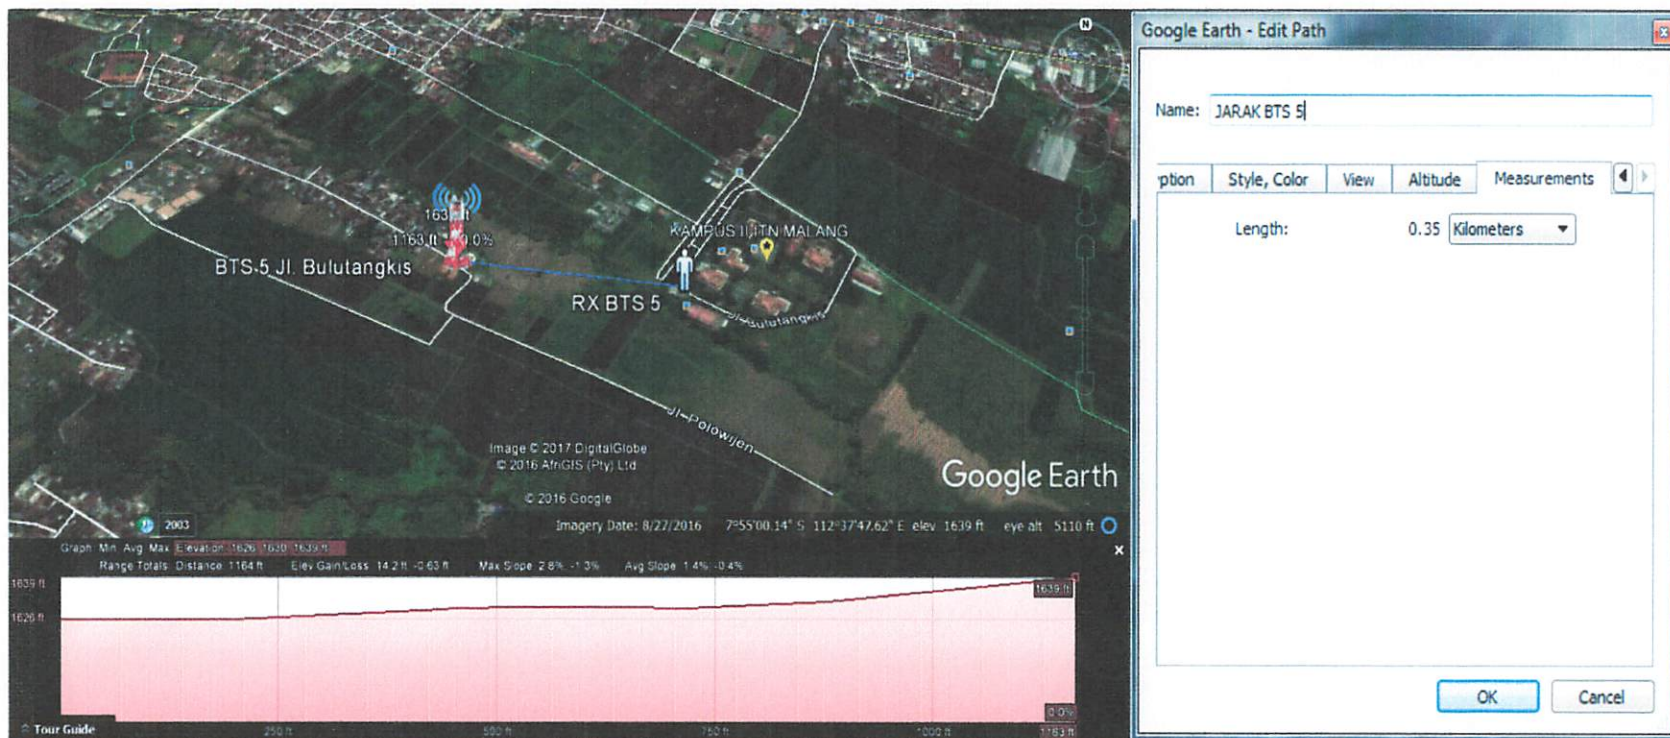 N
KAMPUS II ITN MALANG
1163 ft 0.0%
BTS 5 Jl. Bulutangkis
RX BTS 5
Jl. Bulutangkis
Jl. Polowijen
Image © 2017 DigitalGlobe
© 2016 AfriGIS (Pty) Ltd.
© 2016 Google
Google Earth
2003
Imagery Date: 8/27/2016 7°55'00.14" S 112°37'47.62" E elev 1639 ft eye alt 5110 ft
Graph: Min, Avg, Max Elevation: 1626, 1630, 1639 ft
Range Totals: Distance: 1164 ft Elev Gain/Loss: 14.2 ft, -0.63 ft Max Slope: 2.8%, -1.3% Avg Slope: 1.4%, -0.4%
1639 ft
1639 ft
1626 ft
0.0%
250 ft 500 ft 750 ft 1000 ft 1163 ft
Tour Guide
Google Earth - Edit Path
x
Name: JARAK BTS 5
ption Style, Color View Altitude Measurements
Length: 0.35 Kilometers
OK Cancel